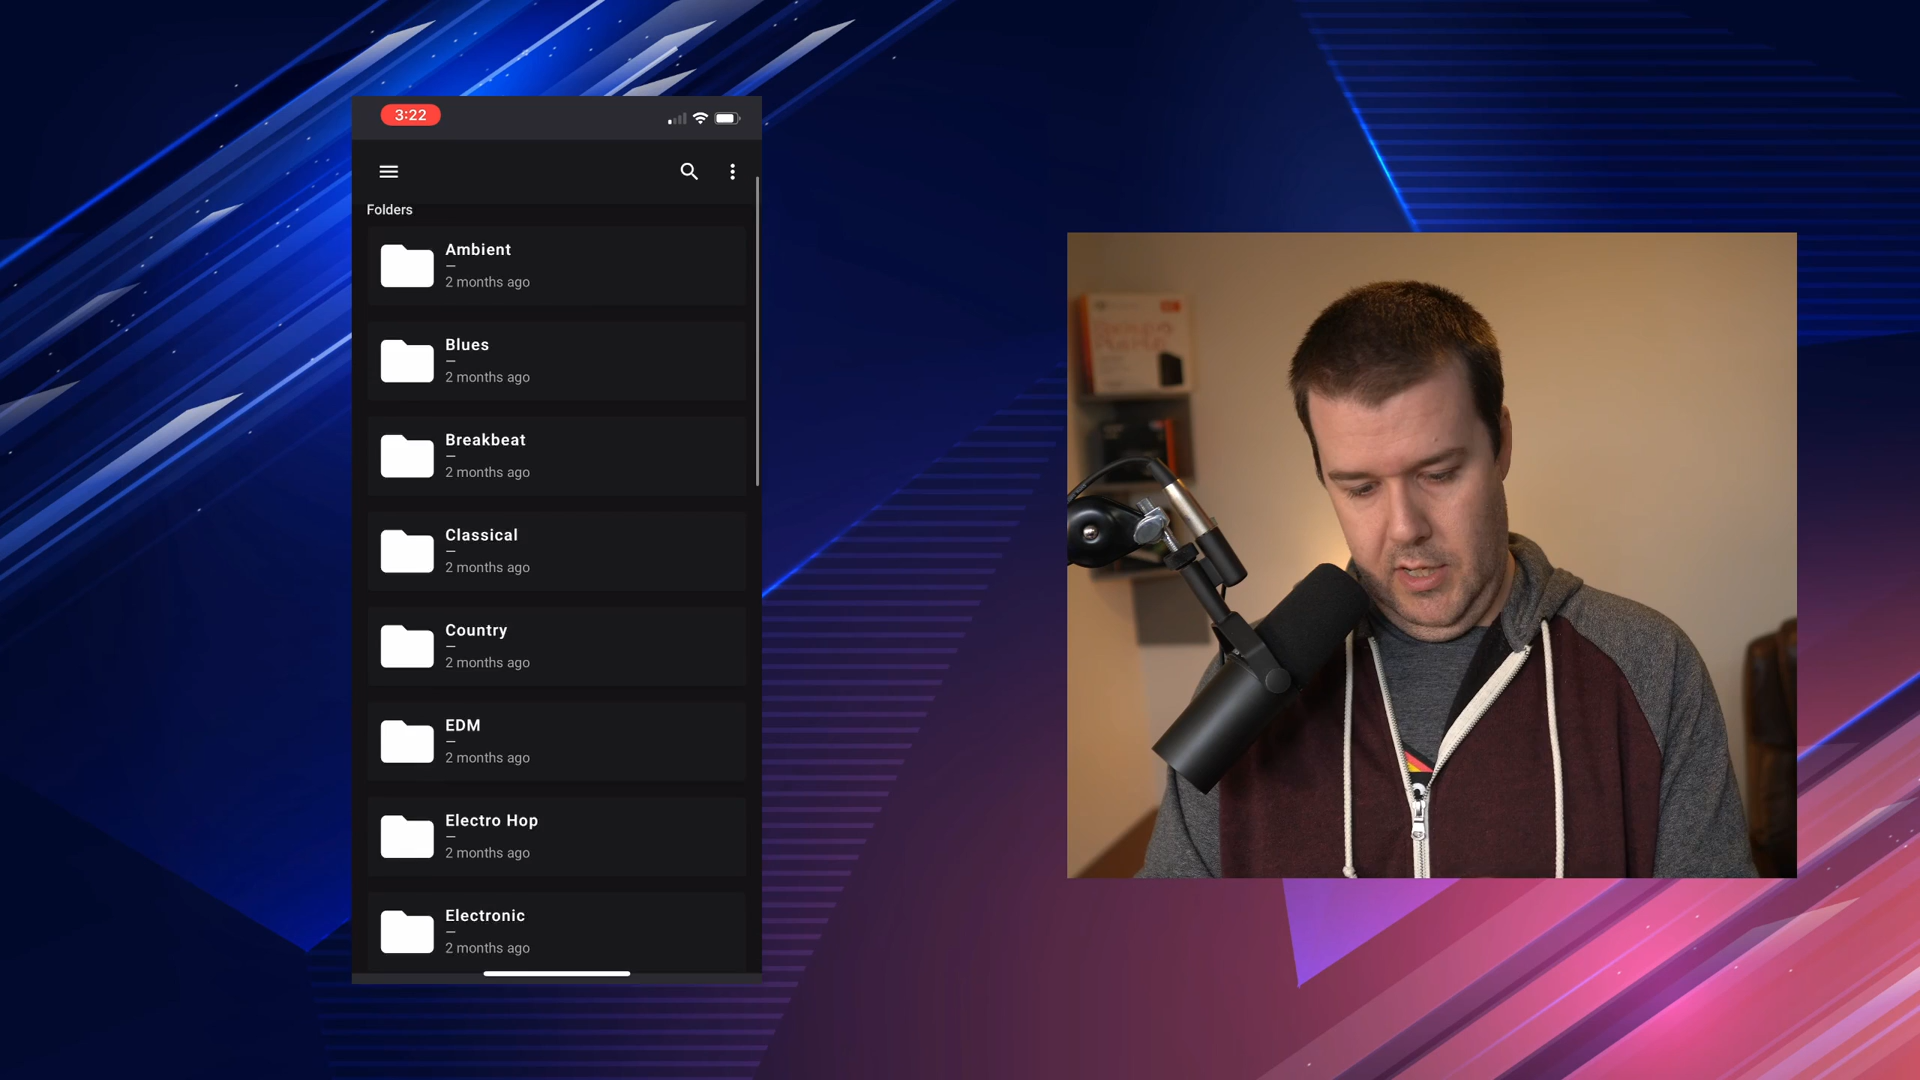 3:22
Folders
Ambient
—
2 months ago
Blues
—
2 months ago
Breakbeat
—
2 months ago
Classical
—
2 months ago
Country
—
2 months ago
EDM
—
2 months ago
Electro Hop
—
2 months ago
Electronic
—
2 months ago